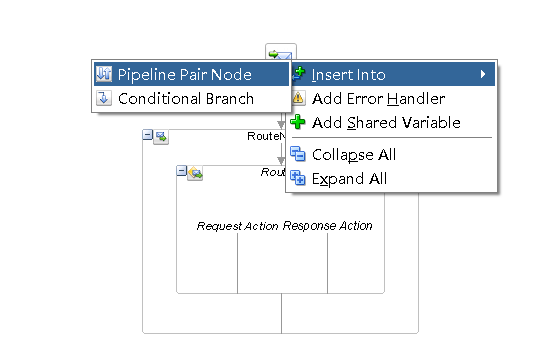 Pipeline Pair Node
Conditional Branch
Insert Into
Add Error Handler
Add Shared Variable
Collapse All
Expand All
Request Action
Response Action